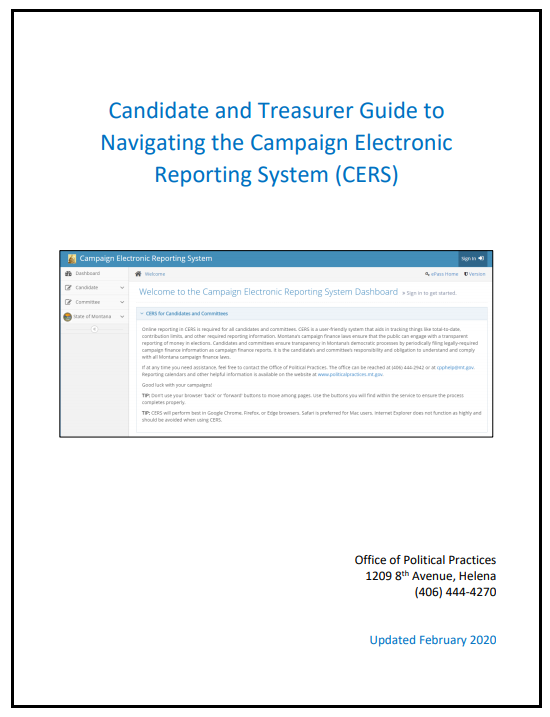 Candidate and Treasurer Guide to
Navigating the Campaign Electronic
Reporting System (CERS)
Campaign Electronic Reporting System
Sign In
Dashboard
Welcome
ePass Home
Version
Candidate
Welcome to the Campaign Electronic Reporting System Dashboard » Sign in to get started.
Committee
State of Montana
CERS for Candidates and Committees
Online reporting in CERS is required for all candidates and committees. CERS is a user-friendly system that aids in tracking things like total-to-date,
contribution limits, and other required reporting information. Montana's campaign finance laws ensure that the public can engage with a transparent
reporting of money in elections. Candidates and committees ensure transparency in Montana's democratic processes by periodically filing legally-required
campaign finance information as campaign finance reports. It is the candidate's and committee's responsibility to understand and comply
with all Montana campaign finance laws.
If at any time you need assistance, feel free to contact the Office of Political Practices. The office can be reached at (406) 444-2942 or at cpphelp@mt.gov.
Reporting calendars and other helpful information is available on the website at www.politicalpractices.mt.gov.
Good luck with your campaigns!
TIP: Don't use your browser 'back' or 'forward' buttons to move among pages. Use the buttons you will find within the service to ensure the process
completes properly.
TIP: CERS will perform best in Google Chrome, Firefox, or Edge browsers. Safari is preferred for Mac users. Internet Explorer does not function as highly and
should be avoided when using CERS.
Office of Political Practices
1209 8th Avenue, Helena
(406) 444-4270
Updated February 2020